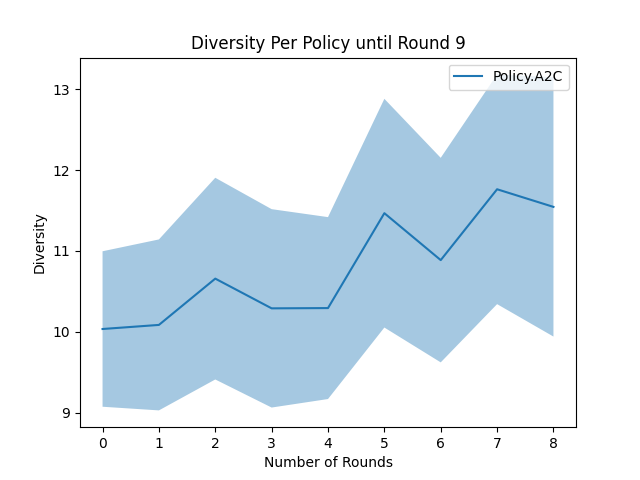 Diversity Per Policy until Round 9
Policy.A2C
13
12
11
10
9
Diversity
0 1 2 3 4 5 6 7 8
Number of Rounds